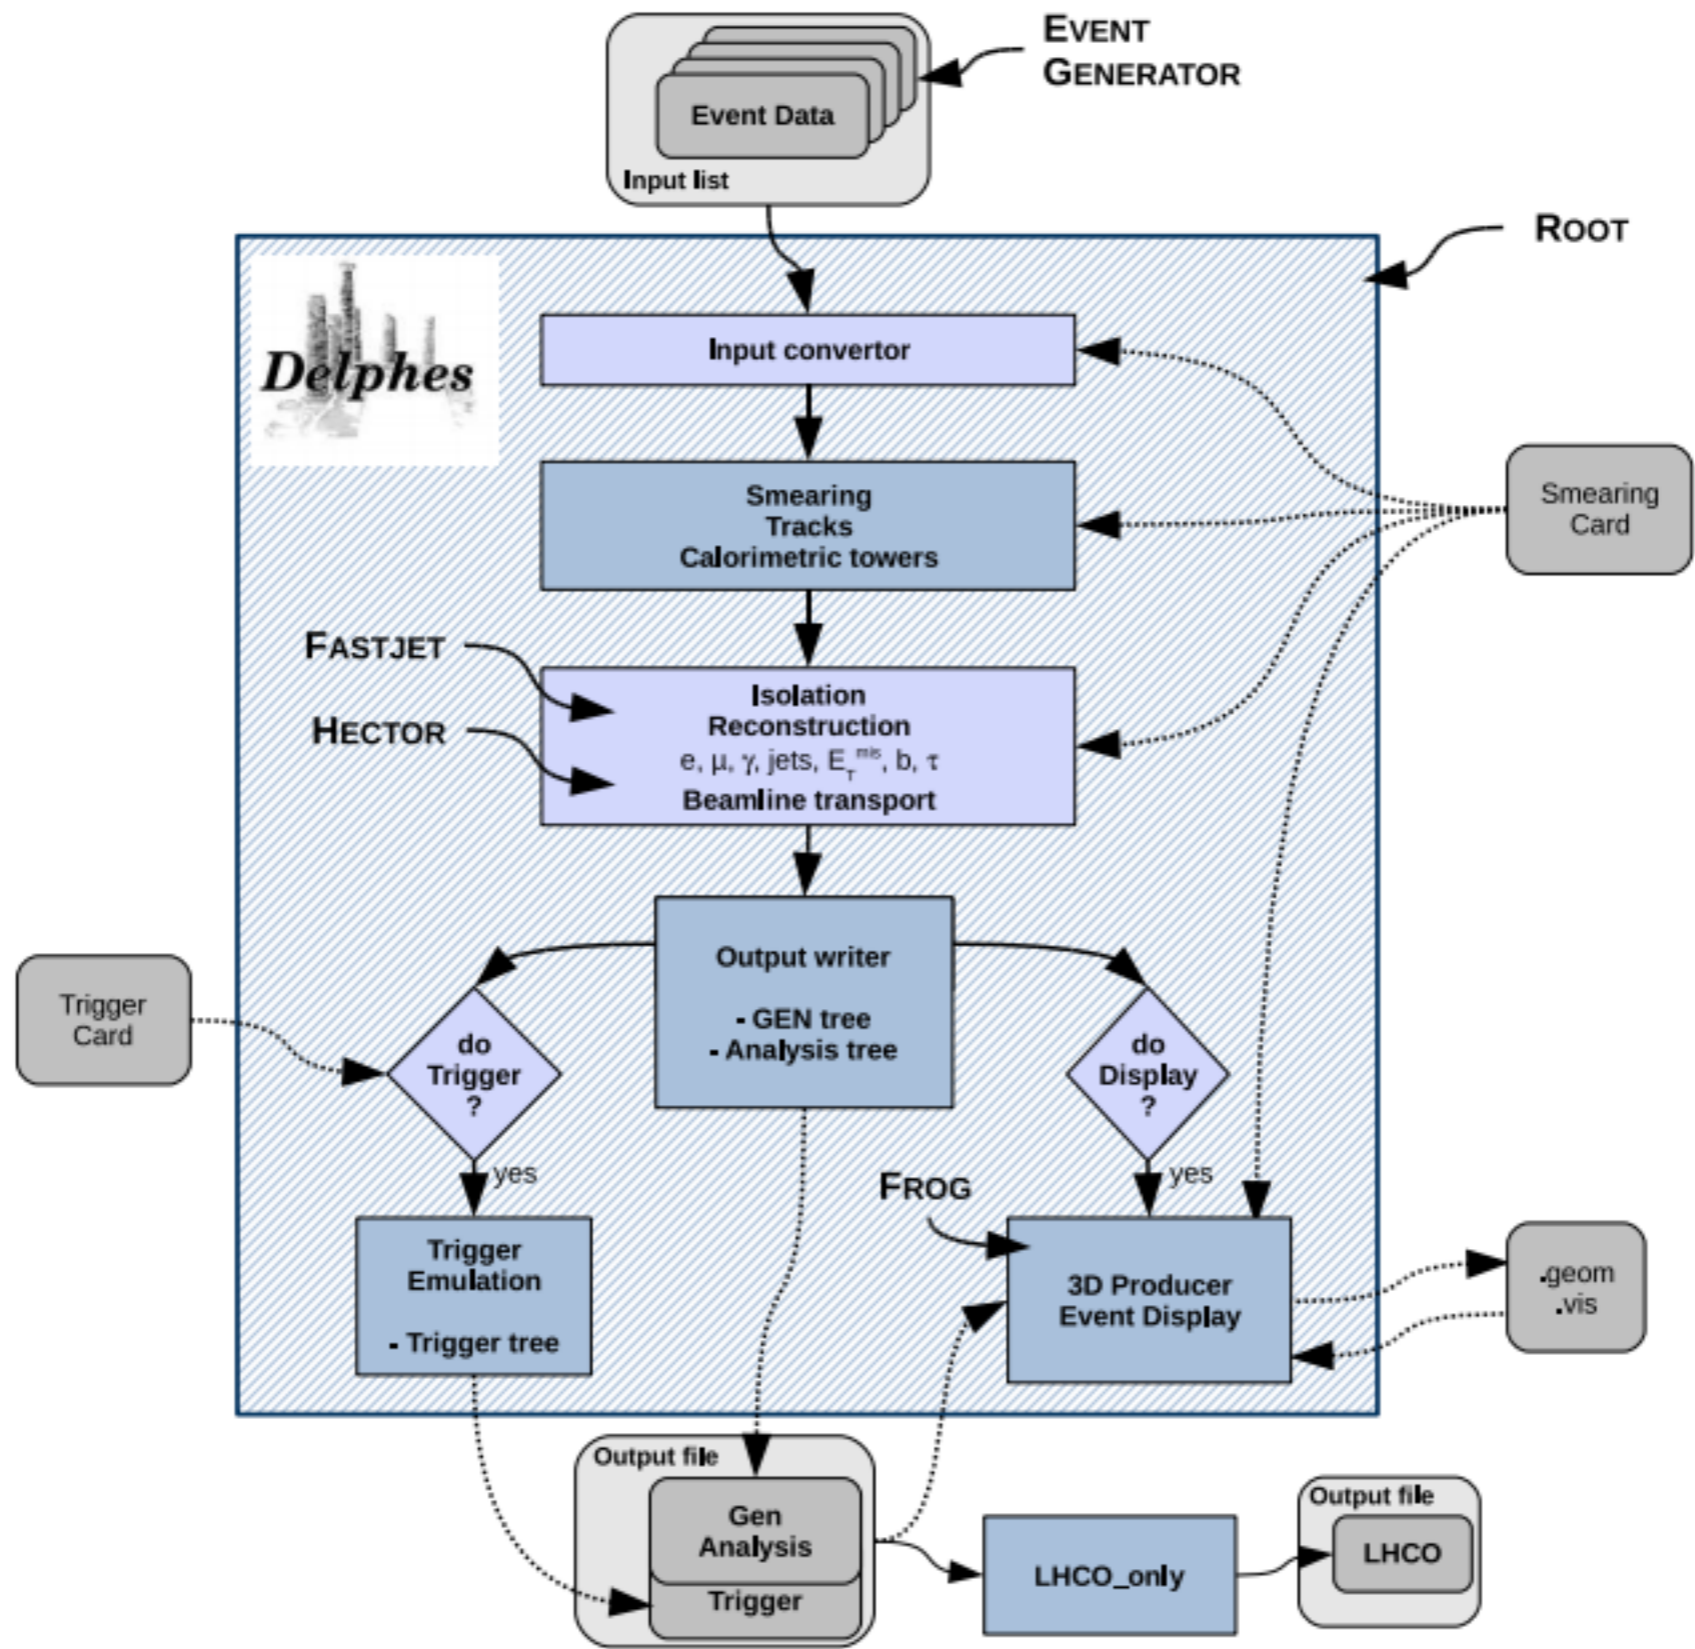 EVENT
GENERATOR
Event Data
Input list
ROOT
Delphes
Input convertor
Smearing
Tracks
Calorimetric towers
Smearing
Card
FASTJET
HECTOR
Isolation
Reconstruction
e, μ, γ, jets, E_T^mis, b, τ
Beamline transport
Output writer
- GEN tree
- Analysis tree
Trigger
Card
do
Trigger
?
yes
do
Display
?
yes
FROG
Trigger
Emulation
- Trigger tree
3D Producer
Event Display
.geom
.vis
Output file
Gen
Analysis
Trigger
LHCO_only
Output file
LHCO